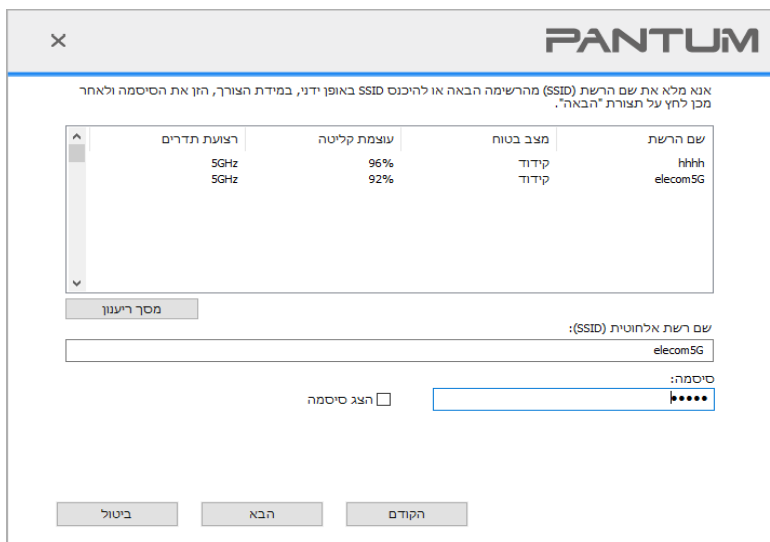 PANTUM
אנא מלא את שם הרשת (SSID) מהרשימה הבאה או להיכנס SSID באופן ידני, במידת הצורך, הזן את הסיסמה ולאחר
מכן לחץ על תצורת "הבאה".
שם הרשת מצב בטוח עוצמת קליטה רצועת תדרים
hhhh קידוד 96% 5GHz
elecom5G קידוד 92% 5GHz
מסך ריענון
שם רשת אלחוטית (SSID):
elecom5G
סיסמה:
•••••
הצג סיסמה
הקודם הבא ביטול